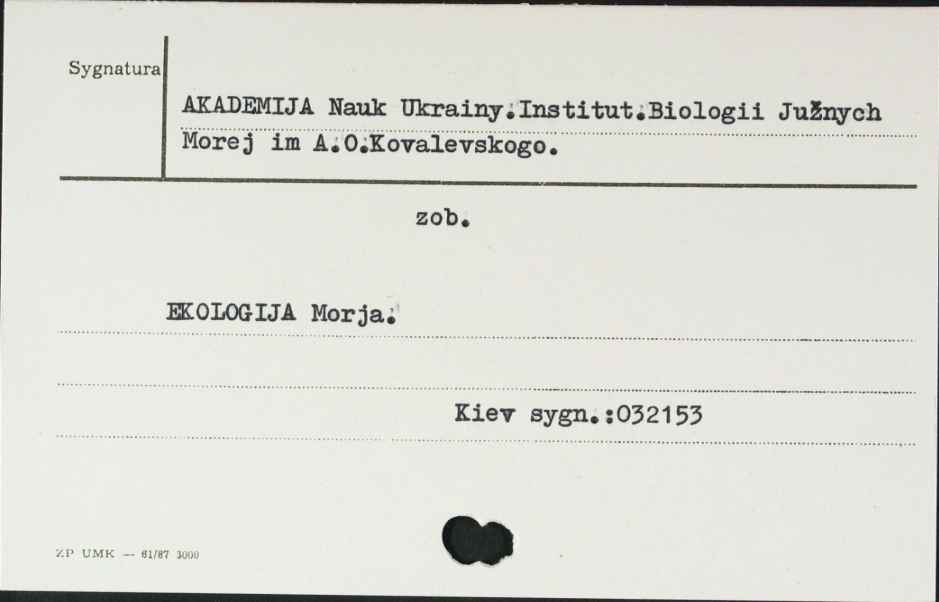 Sygnatura
AKADEMIJA Nauk Ukrainy.Institut.Biologii Južnych
Morej im A.O.Kovalevskogo.
zob.
EKOLOGIJA Morja.
Kiev sygn.:032153
ZP UMK — 61/87 3000